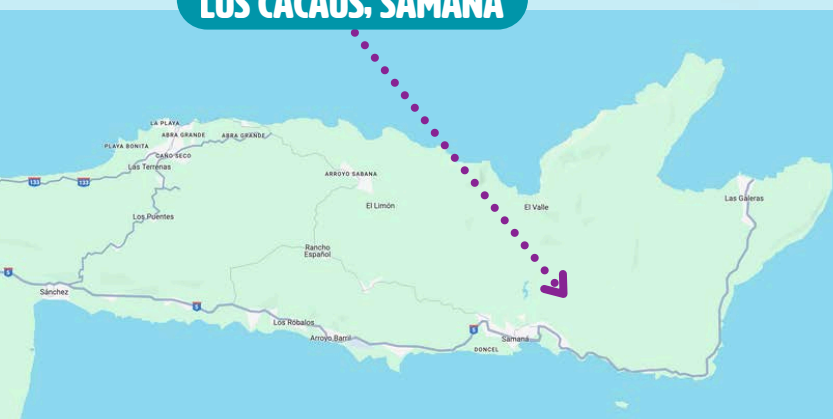 LOS CACAOS, SAMANÁ
LA PLAYA
ABRA GRANDE
ABRA GRANDE
PLAYA BONITA
CAÑO SECO
Las Terrenas
133
133
ARROYO SABANA
El Limón
El Valle
Las Galeras
Los Puentes
Rancho
Español
5
Sánchez
5
Los Robalos
Arroyo Barril
5
Samaná
DONCEL